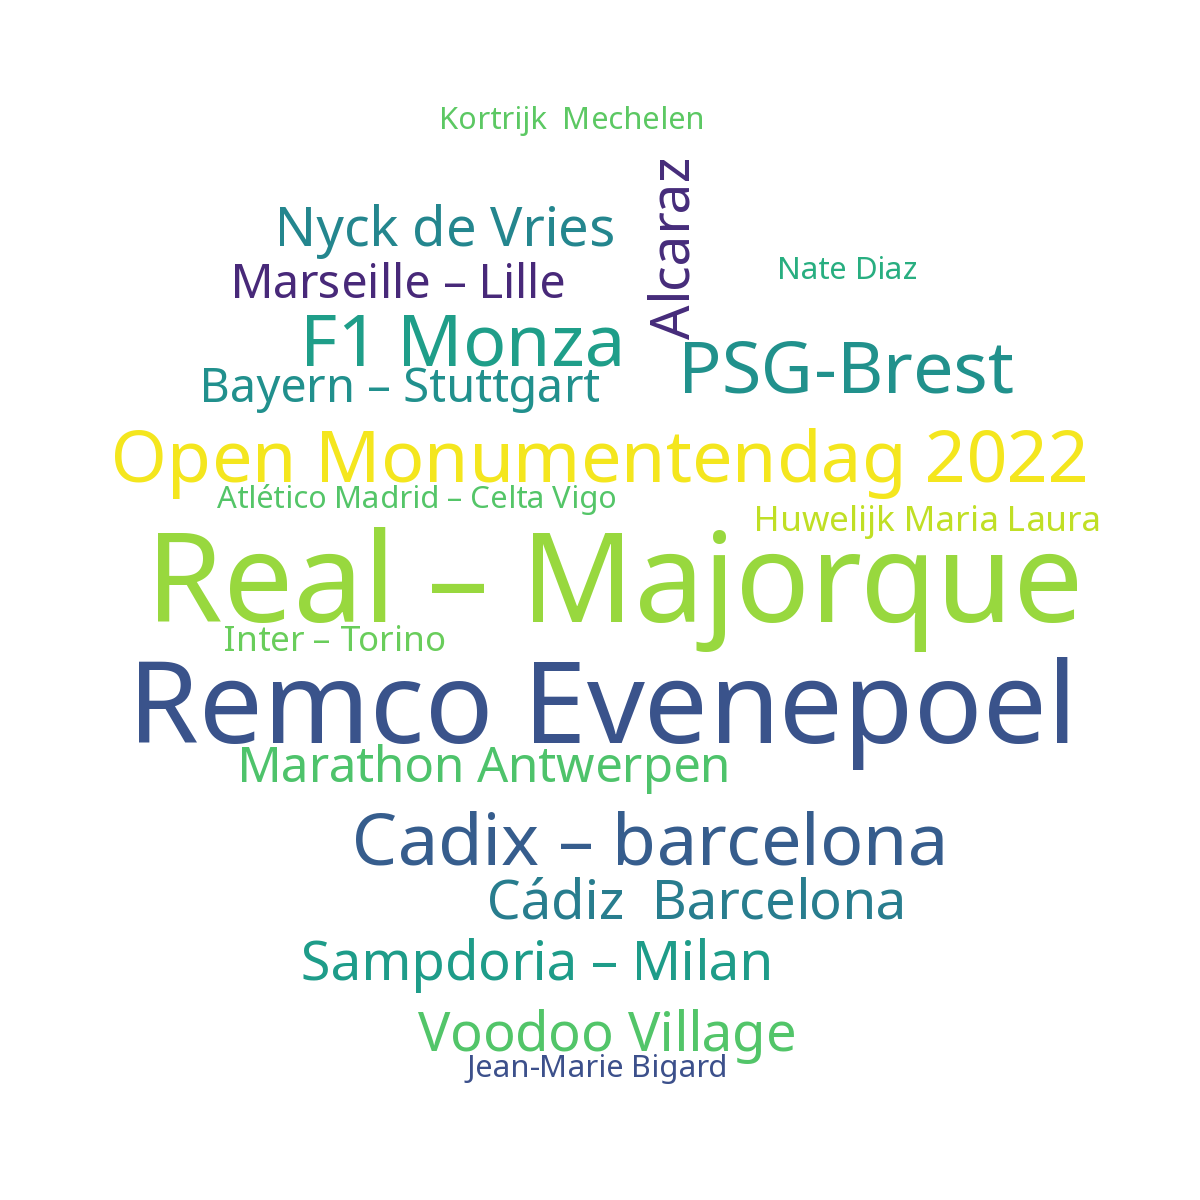 Kortrijk  Mechelen
Alcaraz
Nyck de Vries
Nate Diaz
Marseille – Lille
F1 Monza
PSG-Brest
Bayern – Stuttgart
Open Monumentendag 2022
Atlético Madrid – Celta Vigo
Huwelijk Maria Laura
Real – Majorque
Inter – Torino
Remco Evenepoel
Marathon Antwerpen
Cadix – barcelona
Cádiz  Barcelona
Sampdoria – Milan
Voodoo Village
Jean-Marie Bigard